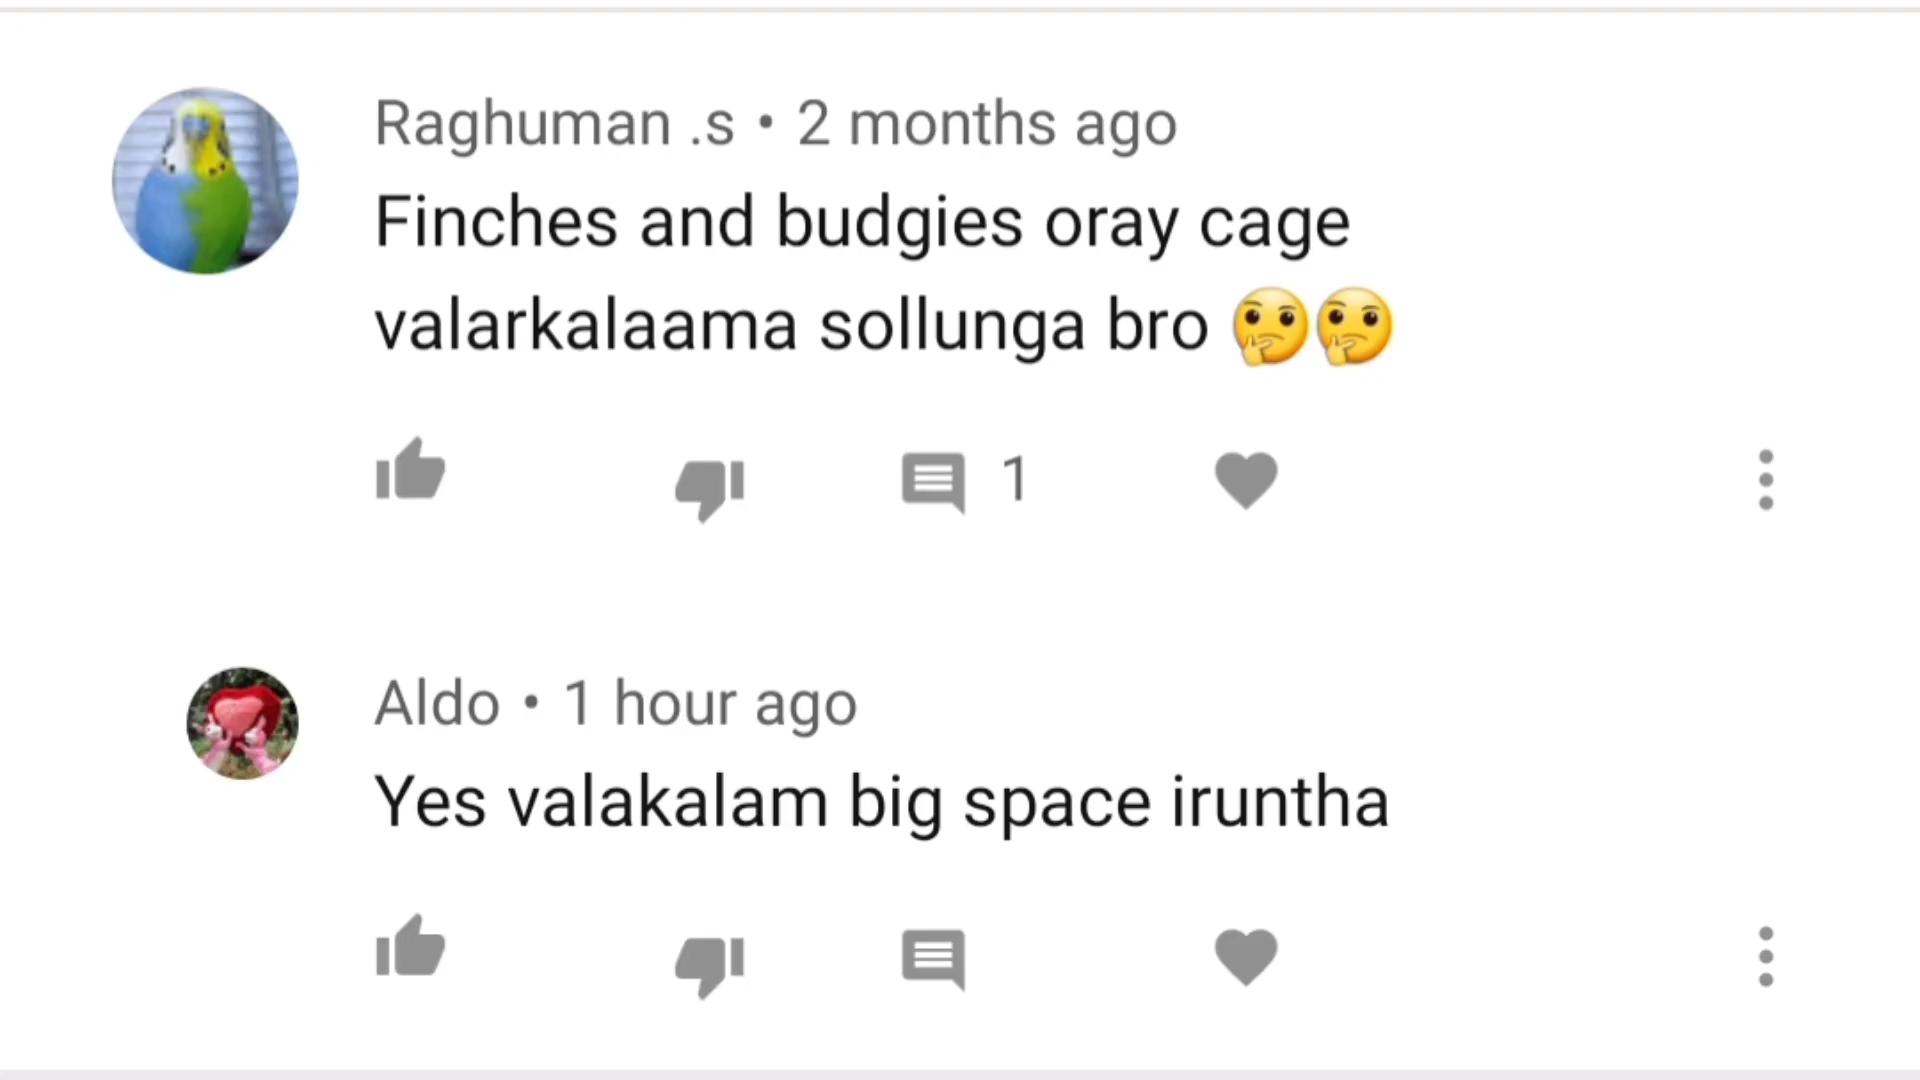 Raghuman .s • 2 months ago
Finches and budgies oray cage
valarkalaama sollunga bro 🤔🤔
1
Aldo • 1 hour ago
Yes valakalam big space iruntha